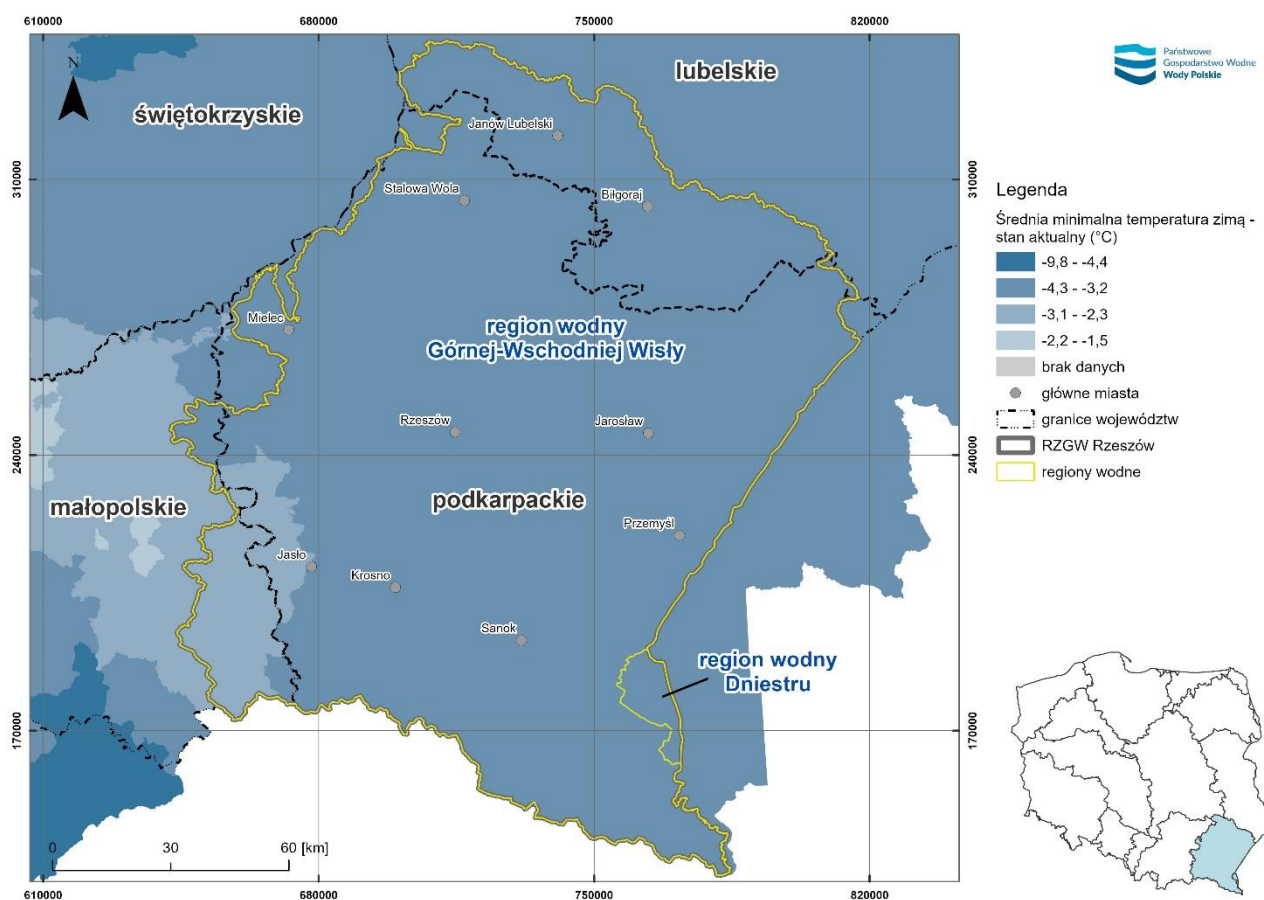 610000
680000
750000
820000
Państwowe
Gospodarstwo Wodne
Wody Polskie
lubelskie
N
świętokrzyskie
Janów Lubelski
310000
310000
Stalowa Wola
Biłgoraj
Legenda
Średnia minimalna temperatura zimą -
stan aktualny (°C)
-9,8 - -4,4
-4,3 - -3,2
-3,1 - -2,3
-2,2 - -1,5
brak danych
główne miasta
granice województw
RZGW Rzeszów
regiony wodne
Mielec
region wodny
Górnej-Wschodniej Wisły
Rzeszów
Jarosław
240000
240000
małopolskie
podkarpackie
Przemyśl
Jasło
Krosno
Sanok
region wodny
Dniestru
170000
170000
0
30
60
[km]
610000
680000
750000
820000